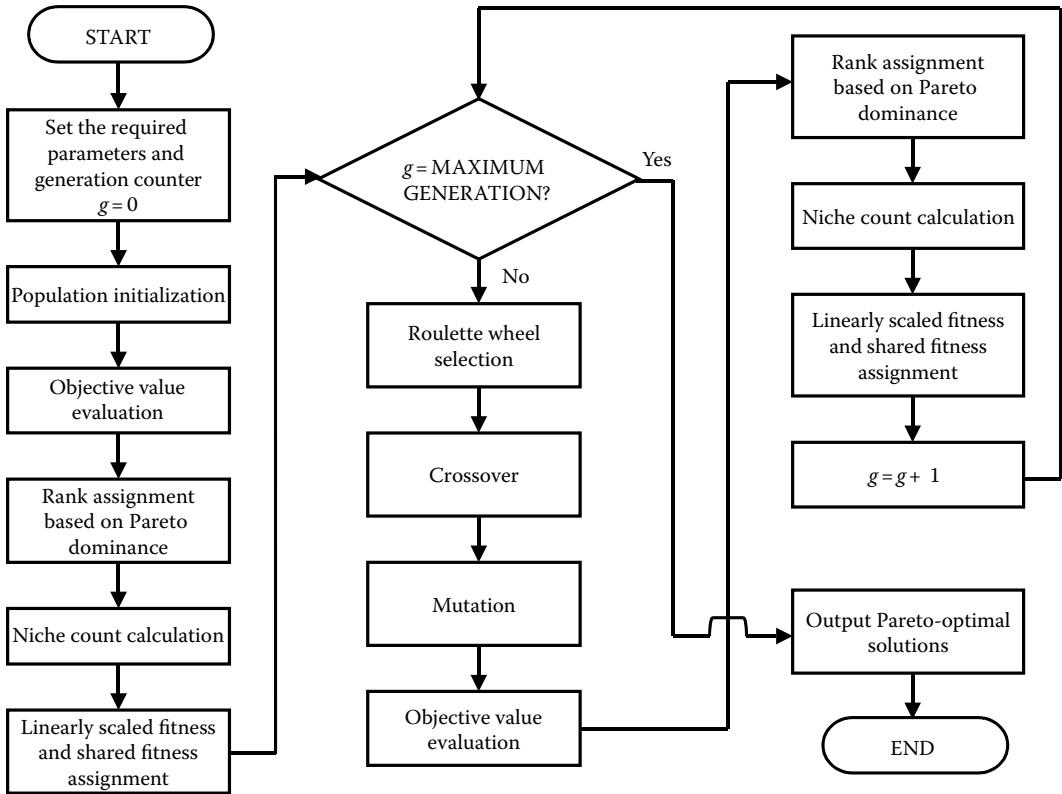 START
Set the required
parameters and
generation counter
g = 0
Population initialization
Objective value
evaluation
Rank assignment
based on Pareto
dominance
Niche count calculation
Linearly scaled fitness
and shared fitness
assignment
g = MAXIMUM
GENERATION?
Yes
No
Roulette wheel
selection
Crossover
Mutation
Objective value
evaluation
Rank assignment
based on Pareto
dominance
Niche count calculation
Linearly scaled fitness
and shared fitness
assignment
g = g + 1
Output Pareto-optimal
solutions
END